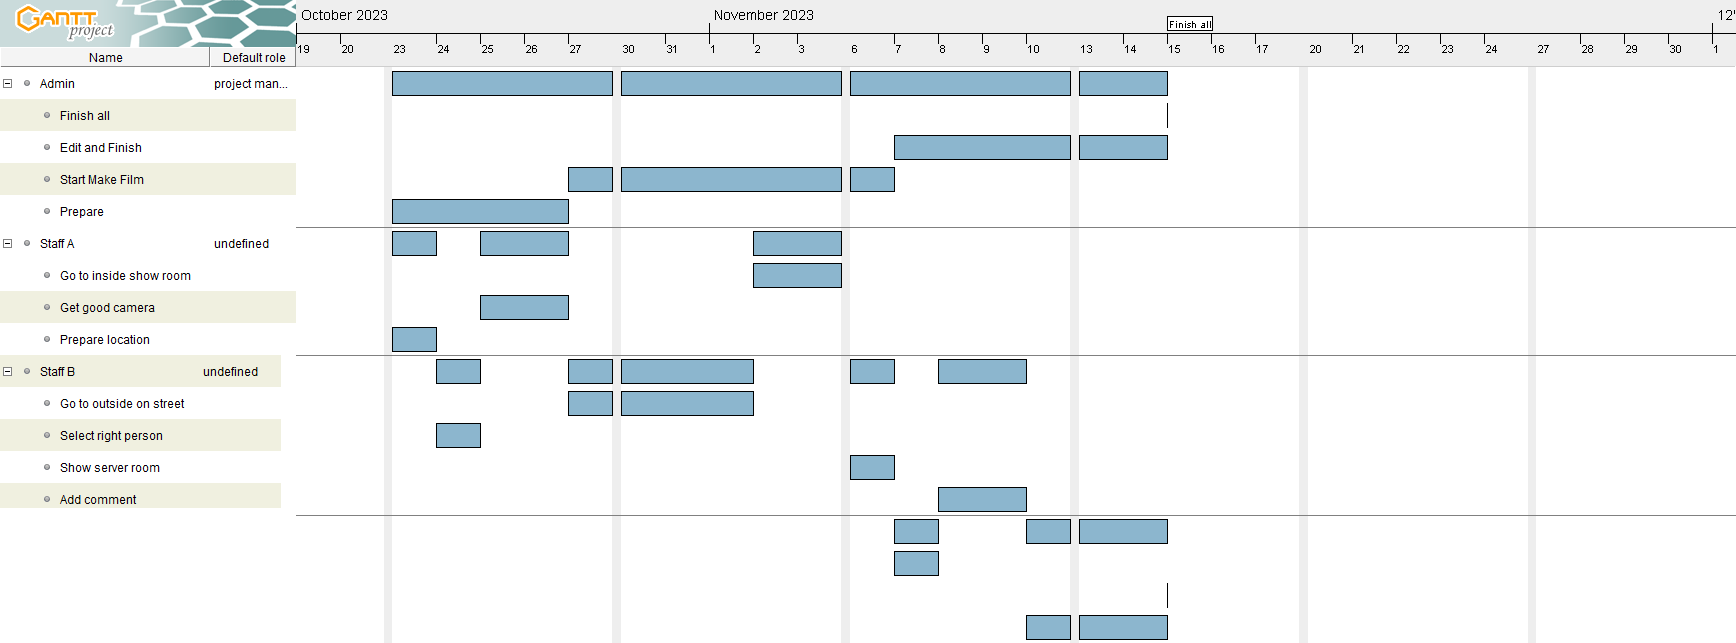 GANTT
project
October 2023
November 2023
12'
Finish all
19 20 23 24 25 26 27 30 31 1 2 3 6 7 8 9 10 13 14 15 16 17 20 21 22 23 24 27 28 29 30 1
Name Default role
Admin project man...
Finish all
Edit and Finish
Start Make Film
Prepare
Staff A undefined
Go to inside show room
Get good camera
Prepare location
Staff B undefined
Go to outside on street
Select right person
Show server room
Add comment